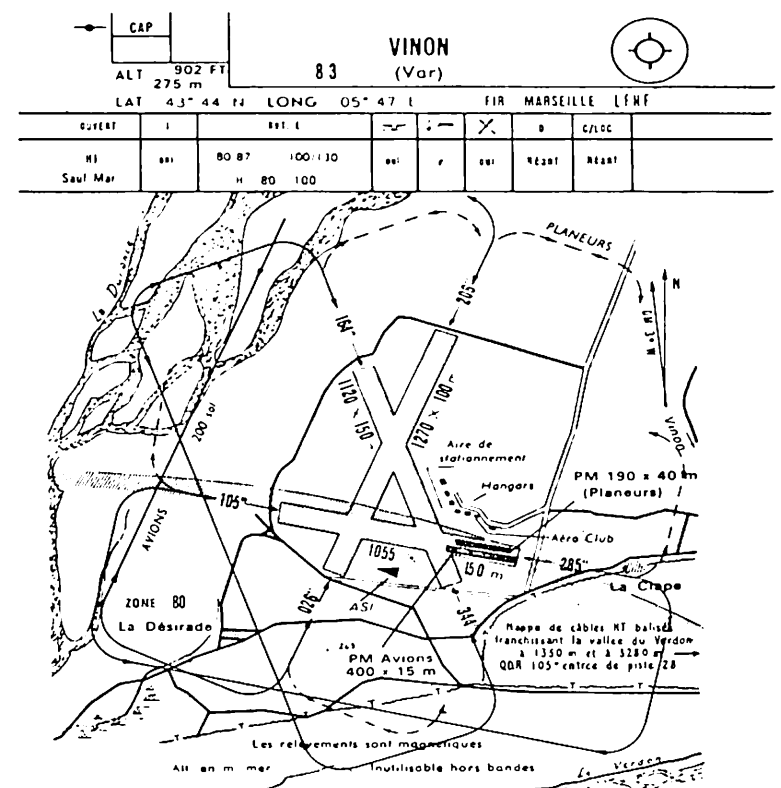 CAP
VINON
ALT 902 FT
275 m
83
(Var)
LAT 43° 44 N LONG 05° 47 E FIR MARSEILLE LFMF
OUVERT
D
C/LOC
HJ
oui
80 87 100/130
oui
oui
Néant
Néant
Sauf Mar
H 80 100
PLANEURS
La Durance
205°
N
164°
1120 x 150
1270 x 100
200 sol
Vinon
Aire de
stationnement
PM 190 x 40 m
(Planeurs)
Hangars
105°
Aéro Club
AVIONS
1055
150 m
285°
La Clape
ZONE 80
026°
ASI
344
La Désirade
Nappe de câbles HT balisés
franchissant la vallée du Verdon
à 1350 m et à 3280 m
QDR 105° entrée de piste 28
PM Avions
400 x 15 m
Les relèvements sont magnétiques
Alt en m mer
Inutilisable hors bandes
Le Verdon